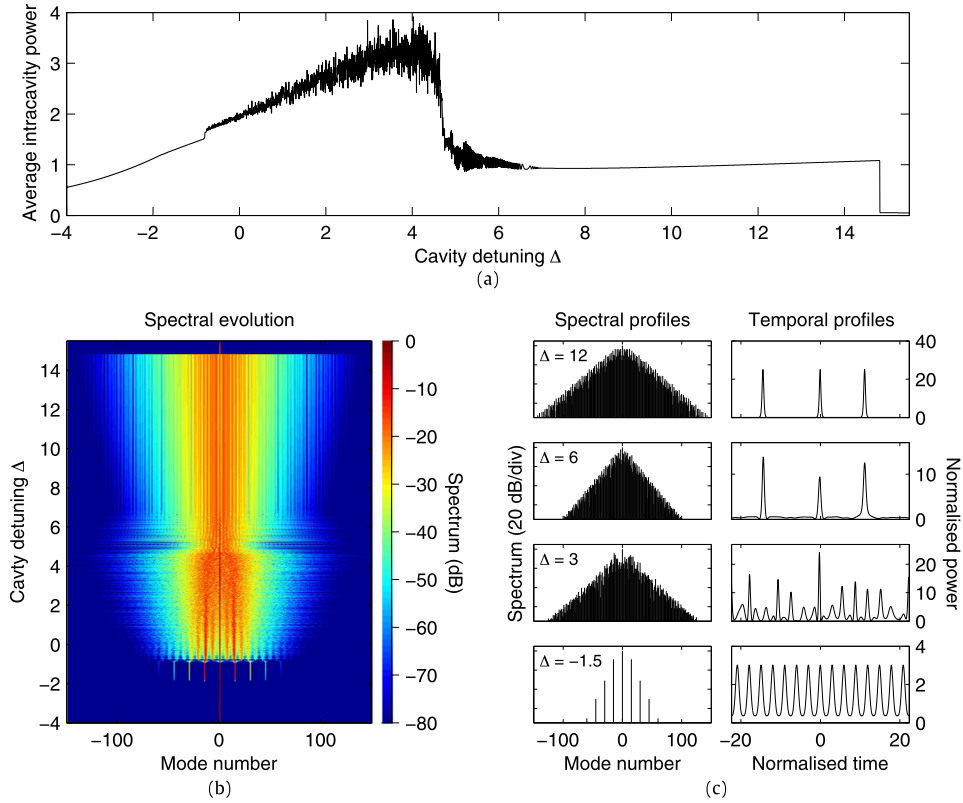 Average intracavity power
4
3
2
1
0
−4 −2 0 2 4 6 8 10 12 14
Cavity detuning Δ
(a)
Spectral evolution
Cavty detuning Δ
14
12
10
8
6
4
2
0
−2
−4
−100 0 100
Mode number
(b)
0
−10
−20
−30
−40
−50
−60
−70
−80
Spectrum (dB)
Spectral profiles Temporal profiles
Spectrum (20 dB/div)
Δ = 12
40
20
0
Δ = 6
10
0
Δ = 3
20
10
0
Δ = −1.5
4
2
0
Normalised power
−100 0 100 −20 0 20
Mode number Normalised time
(c)